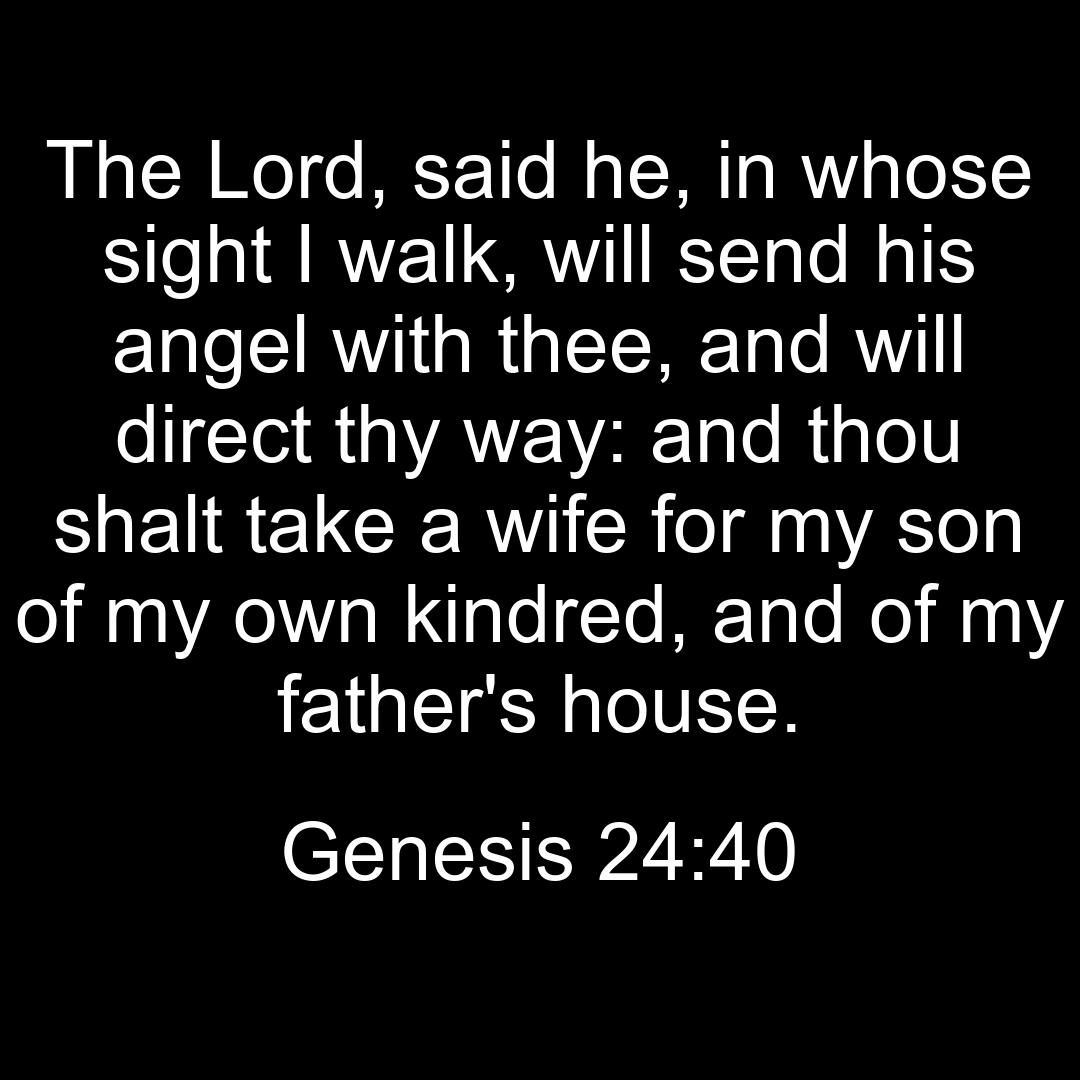 The Lord, said he, in whose
sight I walk, will send his
angel with thee, and will
direct thy way: and thou
shalt take a wife for my son
of my own kindred, and of my
father's house.
Genesis 24:40